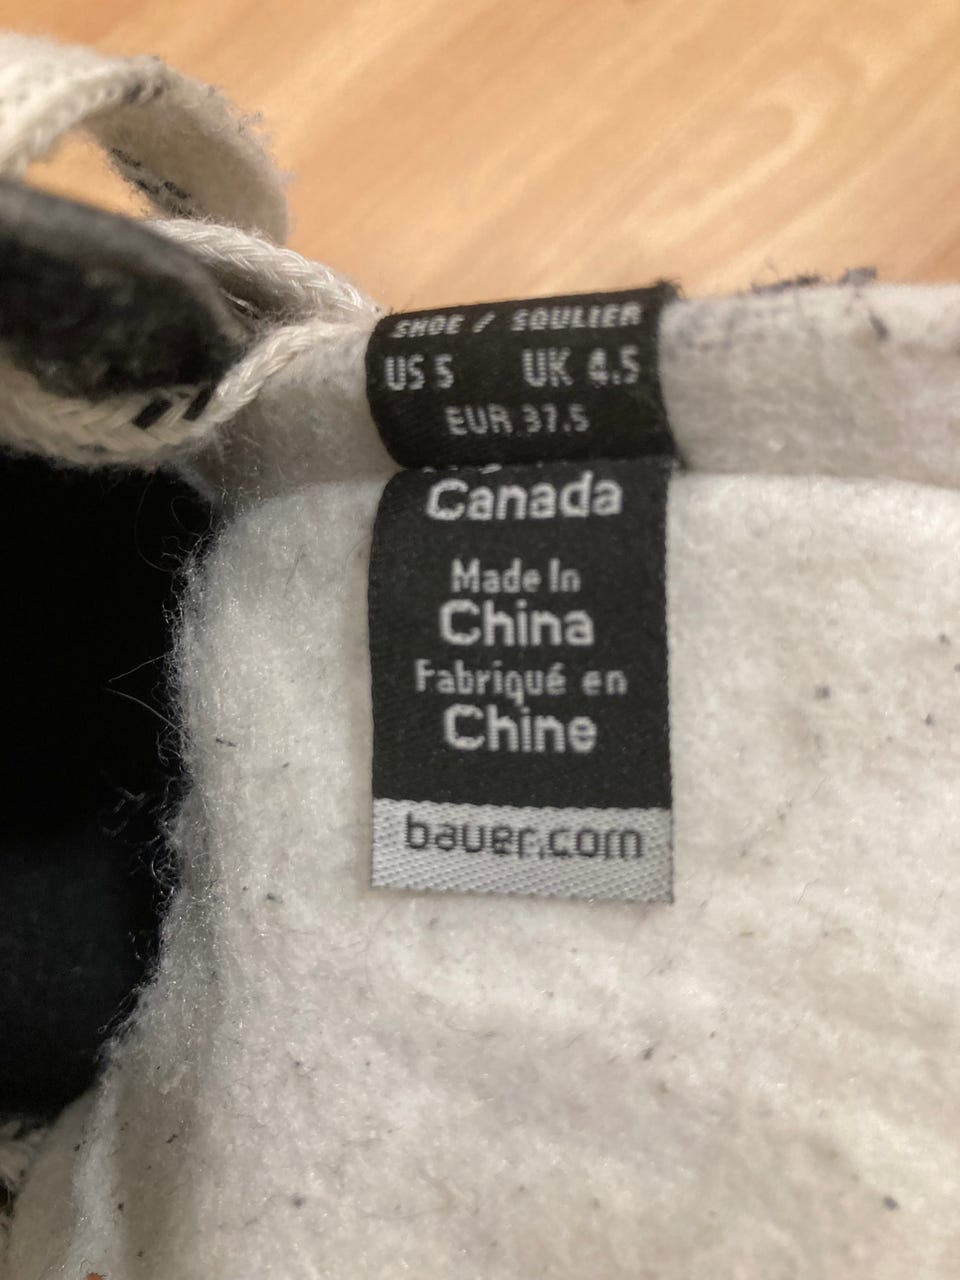 SHOE / SOULIER
US 5 UK 4.5
EUR 37.5
Canada
Made In
China
Fabriqué en
Chine
bauer.com